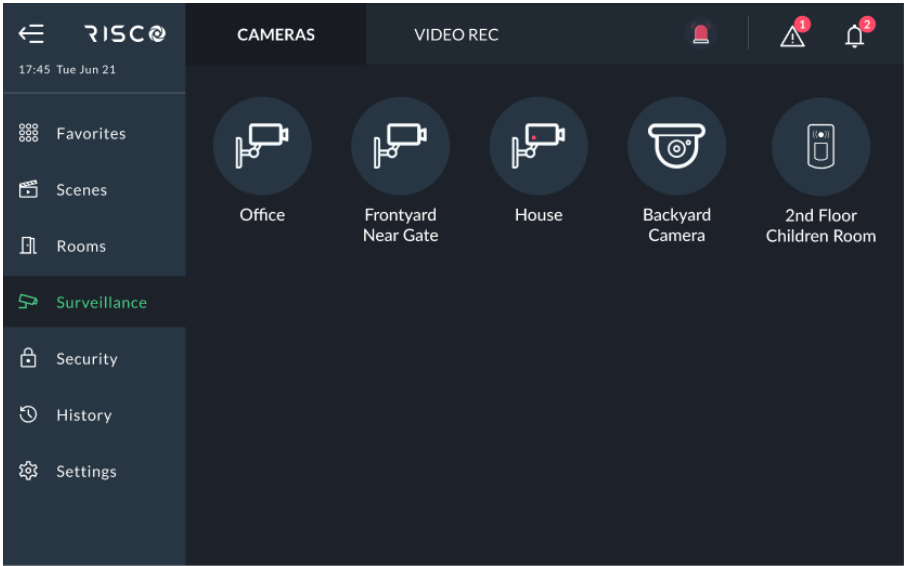 RISCO
CAMERAS
VIDEO REC
1
2
17:45 Tue Jun 21
Favorites
Scenes
Rooms
Surveillance
Security
History
Settings
Office
Frontyard
Near Gate
House
Backyard
Camera
2nd Floor
Children Room